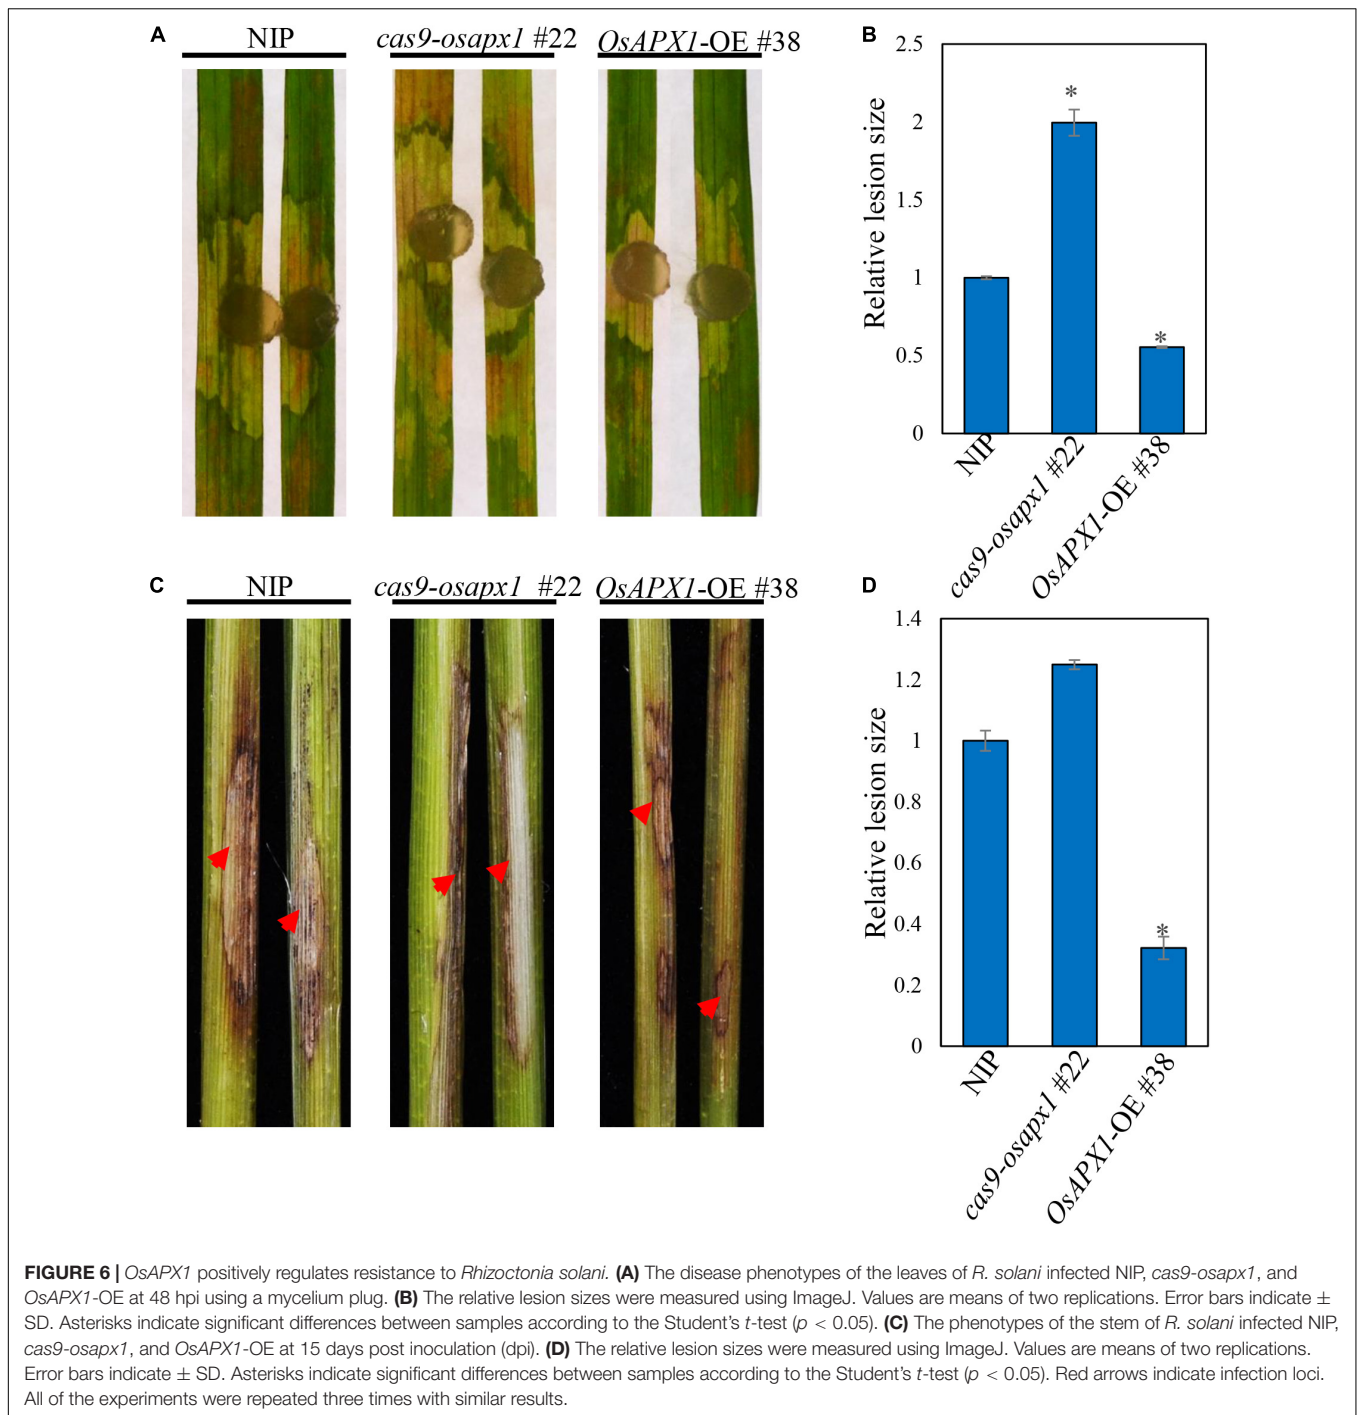 A
NIP
cas9-osapx1 #22
OsAPX1-OE #38
B
2.5
2
1.5
1
0.5
0
Relative lesion size
*
*
NIP
cas9-osapx1 #22
OsAPX1-OE #38
C
NIP
cas9-osapx1 #22
OsAPX1-OE #38
D
1.4
1.2
1
0.8
0.6
0.4
0.2
0
Relative lesion size
*
NIP
cas9-osapx1 #22
OsAPX1-OE #38
FIGURE 6 | OsAPX1 positively regulates resistance to Rhizoctonia solani. (A) The disease phenotypes of the leaves of R. solani infected NIP, cas9-osapx1, and
OsAPX1-OE at 48 hpi using a mycelium plug. (B) The relative lesion sizes were measured using ImageJ. Values are means of two replications. Error bars indicate ±
SD. Asterisks indicate significant differences between samples according to the Student's t-test (p < 0.05). (C) The phenotypes of the stem of R. solani infected NIP,
cas9-osapx1, and OsAPX1-OE at 15 days post inoculation (dpi). (D) The relative lesion sizes were measured using ImageJ. Values are means of two replications.
Error bars indicate ± SD. Asterisks indicate significant differences between samples according to the Student's t-test (p < 0.05). Red arrows indicate infection loci.
All of the experiments were repeated three times with similar results.